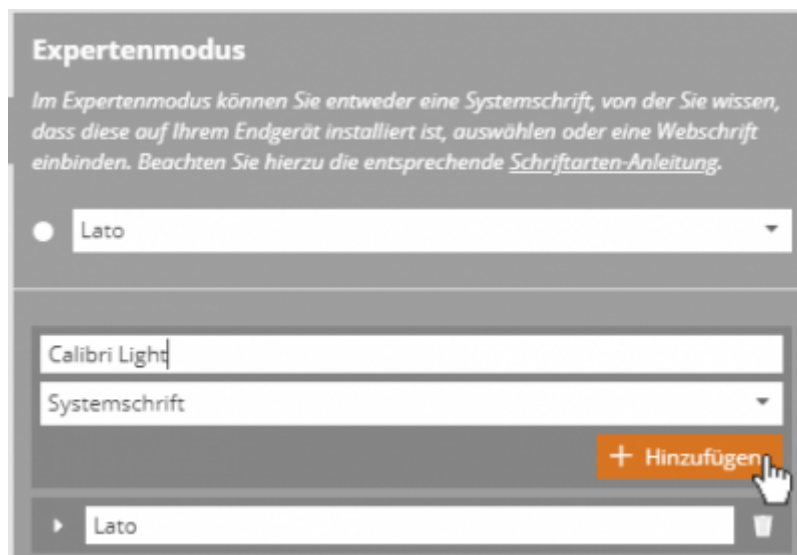 Expertenmodus
Im Expertenmodus können Sie entweder eine Systemschrift, von der Sie wissen,
dass diese auf Ihrem Endgerät installiert ist, auswählen oder eine Webschrift
einbinden. Beachten Sie hierzu die entsprechende Schriftarten-Anleitung.
Lato
Calibri Light
Systemschrift
+ Hinzufügen
Lato